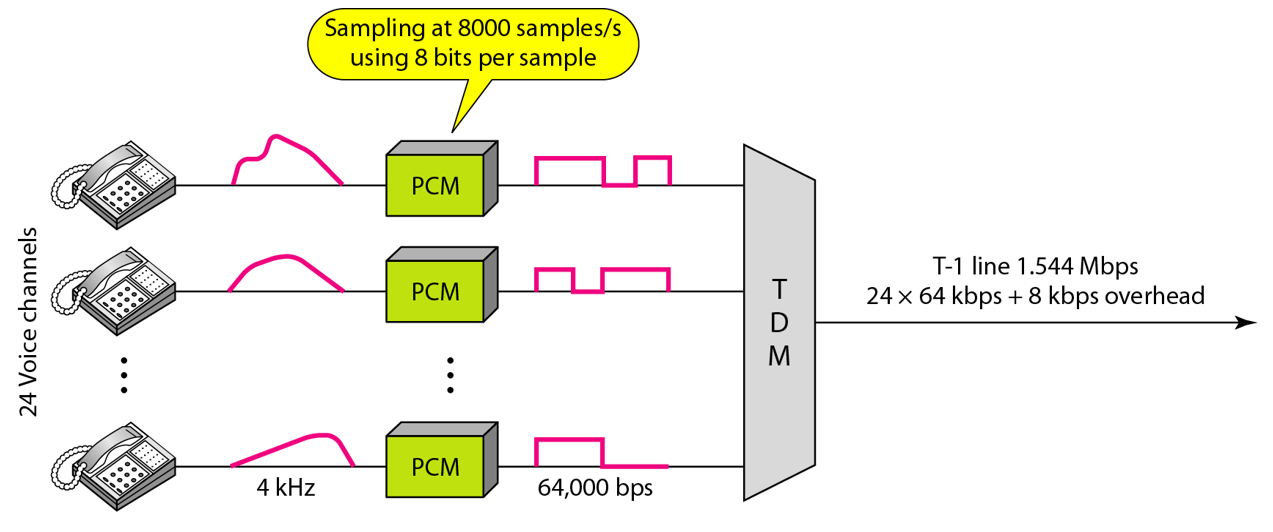 Sampling at 8000 samples/s
using 8 bits per sample
24 Voice channels
PCM
PCM
PCM
4 kHz
64,000 bps
T
D
M
T-1 line 1.544 Mbps
24 × 64 kbps + 8 kbps overhead